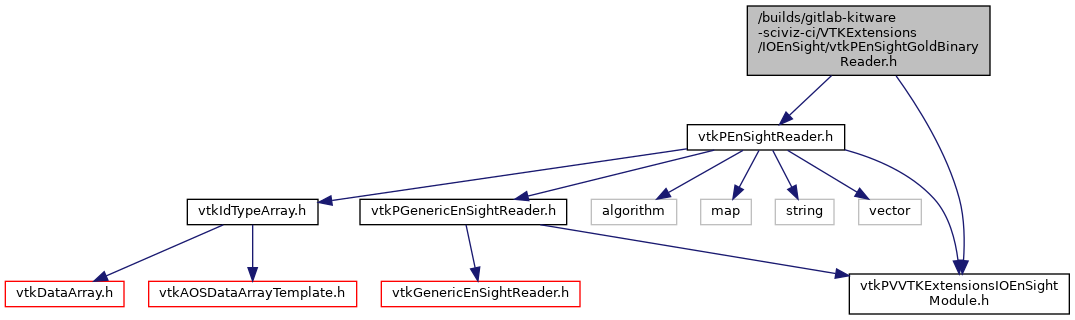 /builds/gitlab-kitware
-sciviz-ci/VTKExtensions
/IOEnSight/vtkPEnSightGoldBinary
Reader.h
vtkPEnSightReader.h
vtkIdTypeArray.h
vtkPGenericEnSightReader.h
algorithm
map
string
vector
vtkDataArray.h
vtkAOSDataArrayTemplate.h
vtkGenericEnSightReader.h
vtkPVVTKExtensionsIOEnSight
Module.h